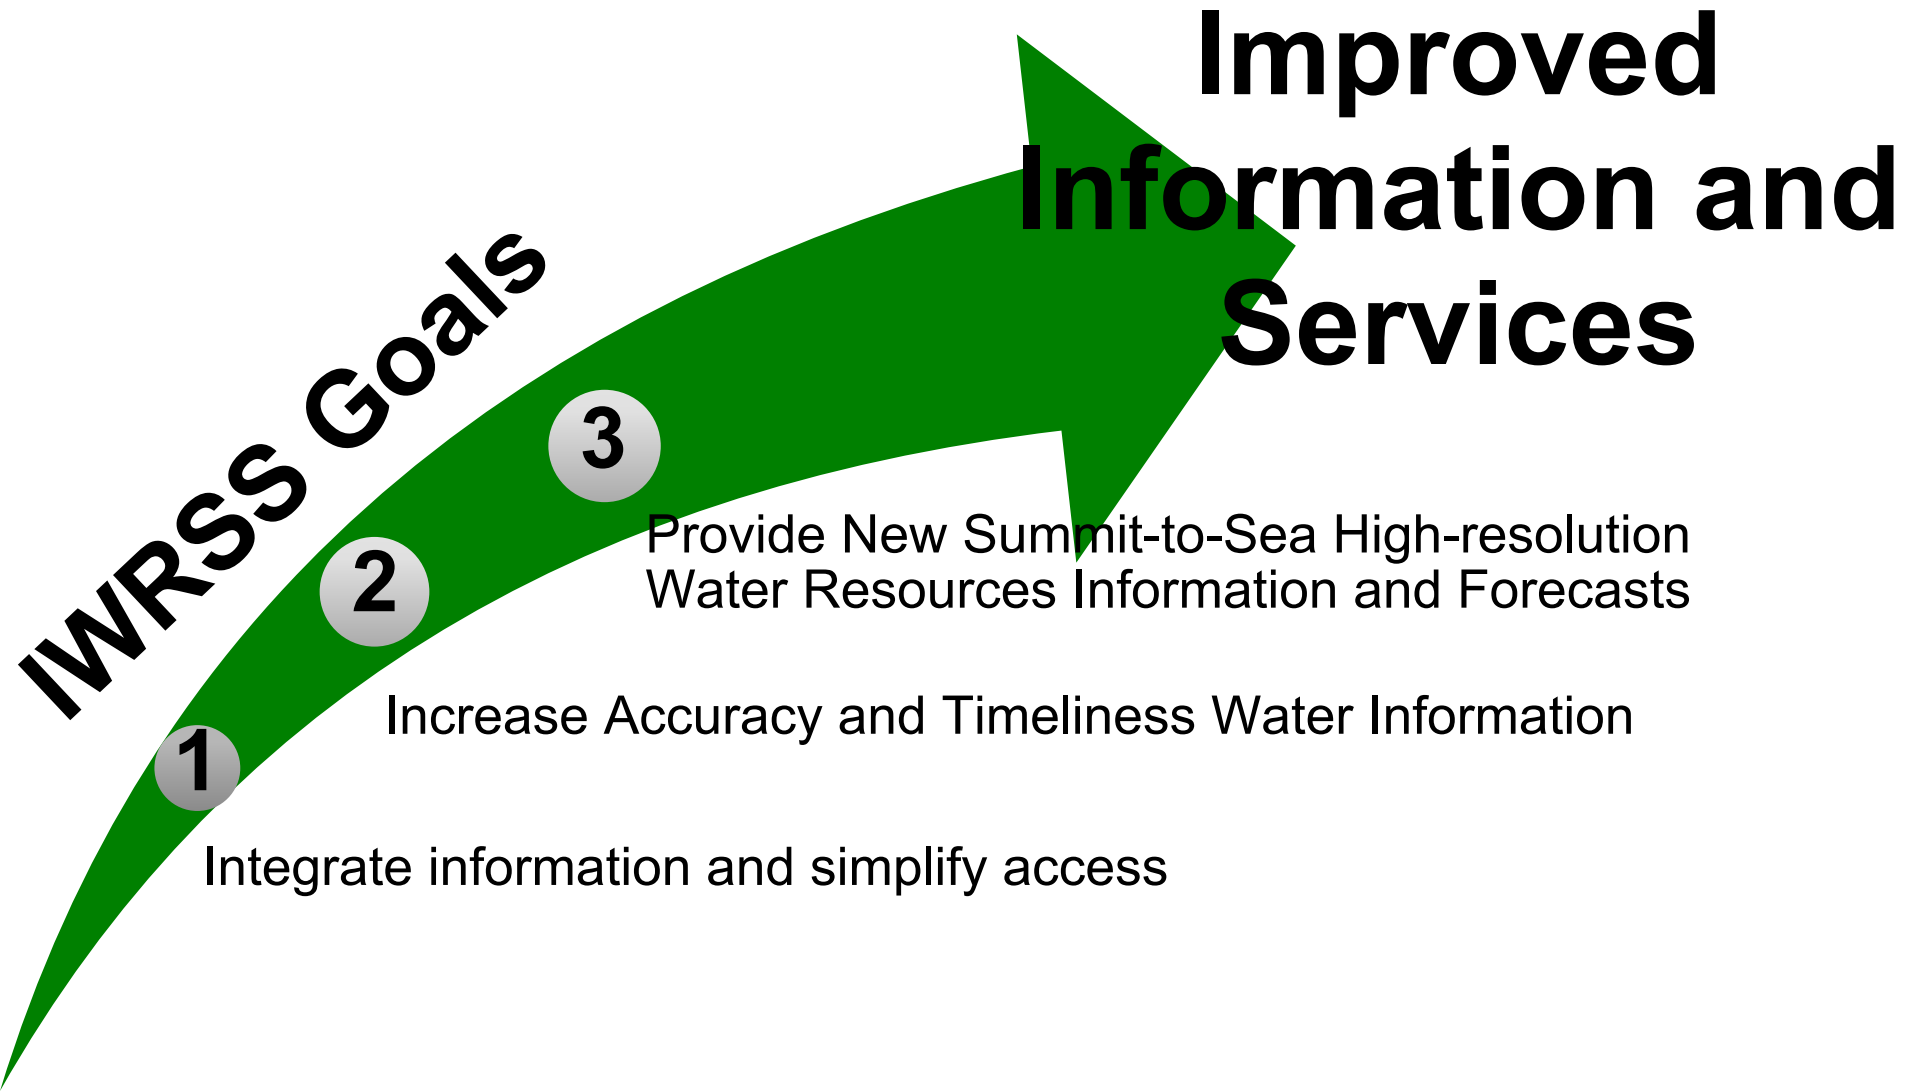 Improved
Information and
Services
IWRSS Goals
3
Provide New Summit-to-Sea High-resolution
Water Resources Information and Forecasts
2
Increase Accuracy and Timeliness Water Information
1
Integrate information and simplify access